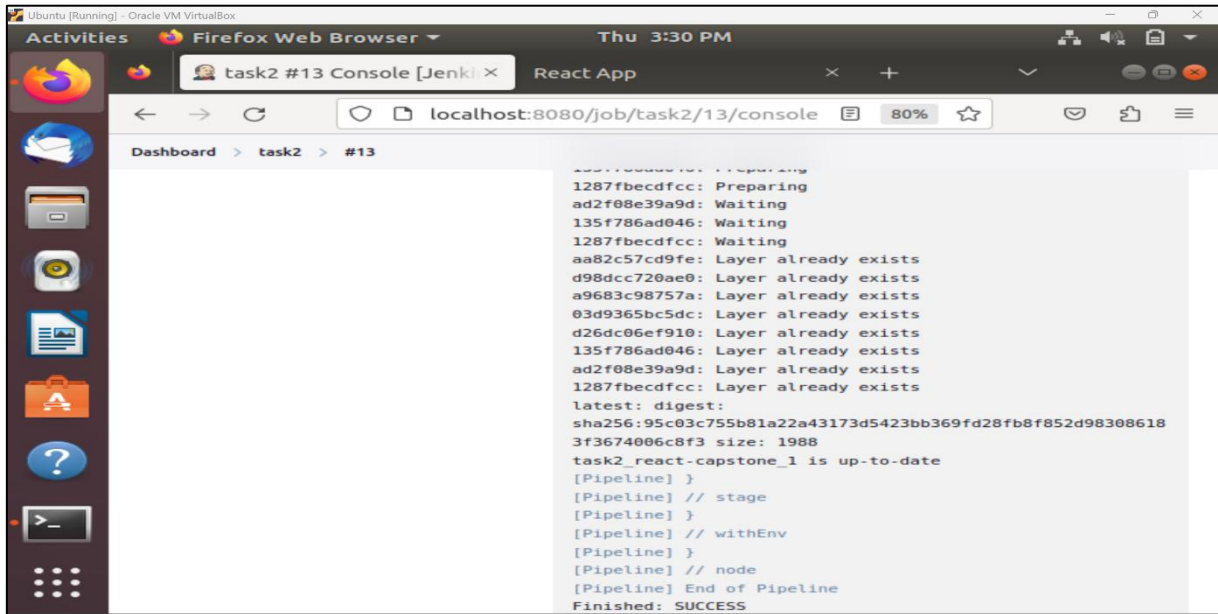 Ubuntu [Running] - Oracle VM VirtualBox
Activities Firefox Web Browser Thu 3:30 PM
task2 #13 Console [Jenki × React App × +
localhost:8080/job/task2/13/console 80%
Dashboard > task2 > #13
1287fbecdfcc: Preparing
ad2f08e39a9d: Waiting
135f786ad046: Waiting
1287fbecdfcc: Waiting
aa82c57cd9fe: Layer already exists
d98dcc720ae0: Layer already exists
a9683c98757a: Layer already exists
03d9365bc5dc: Layer already exists
d26dc06ef910: Layer already exists
135f786ad046: Layer already exists
ad2f08e39a9d: Layer already exists
1287fbecdfcc: Layer already exists
latest: digest:
sha256:95c03c755b81a22a43173d5423bb369fd28fb8f852d98308618
3f3674006c8f3 size: 1988
task2_react-capstone_1 is up-to-date
[Pipeline] }
[Pipeline] // stage
[Pipeline] }
[Pipeline] // withEnv
[Pipeline] }
[Pipeline] // node
[Pipeline] End of Pipeline
Finished: SUCCESS